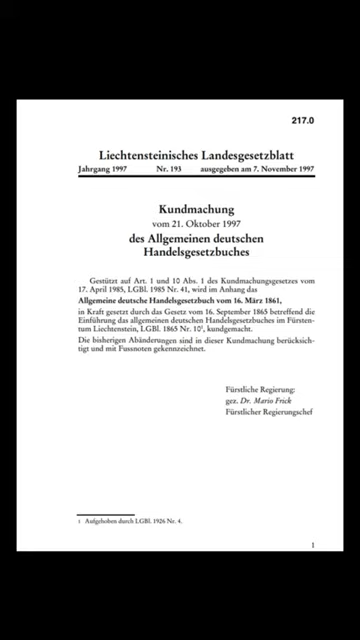 217.0
Liechtensteinisches Landesgesetzblatt
Jahrgang 1997 Nr. 193 ausgegeben am 7. November 1997
Kundmachung
vom 21. Oktober 1997
des Allgemeinen deutschen
Handelsgesetzbuches
Gestützt auf Art. 1 und 10 Abs. 1 des Kundmachungsgesetzes vom
17. April 1985, LGBl. 1985 Nr. 41, wird im Anhang das
Allgemeine deutsche Handelsgesetzbuch vom 16. März 1861,
in Kraft gesetzt durch das Gesetz vom 16. September 1865 betreffend die
Einführung des allgemeinen deutschen Handelsgesetzbuches im Fürsten-
tum Liechtenstein, LGBl. 1865 Nr. 10¹, kundgemacht.
Die bisherigen Abänderungen sind in dieser Kundmachung berücksich-
tigt und mit Fussnoten gekennzeichnet.
Fürstliche Regierung:
gez. Dr. Mario Frick
Fürstlicher Regierungschef
1 Aufgehoben durch LGBl. 1926 Nr. 4.
1